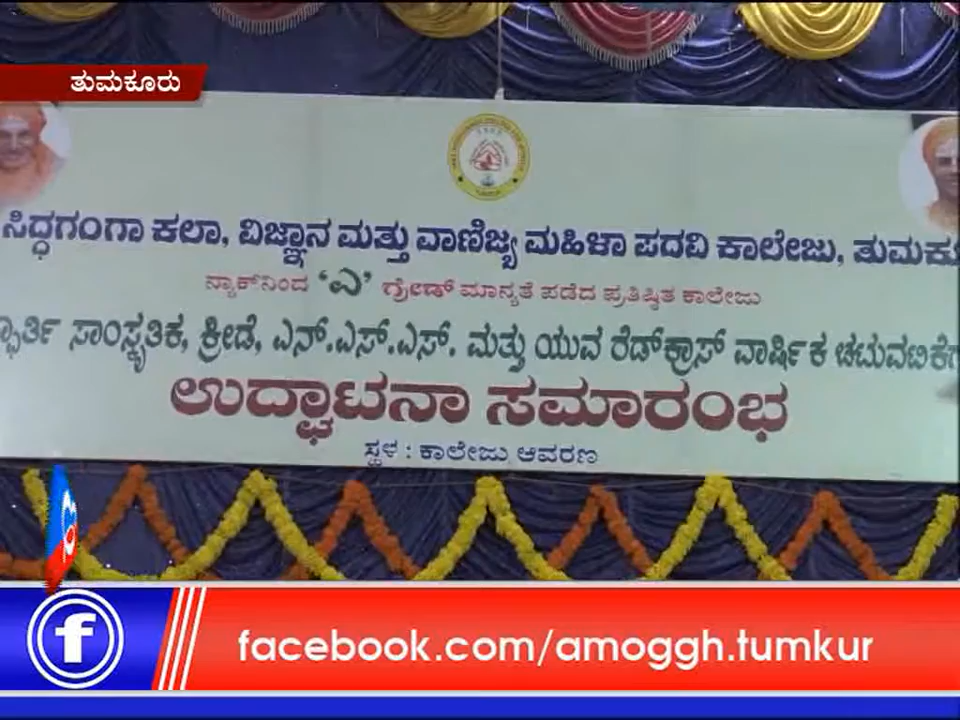 ತುಮಕೂರು
ಸಿದ್ಧಗಂಗಾ ಕಲಾ, ವಿಜ್ಞಾನ ಮತ್ತು ವಾಣಿಜ್ಯ ಮಹಿಳಾ ಪದವಿ ಕಾಲೇಜು, ತುಮಕೂ
ನ್ಯಾಕ್‌ನಿಂದ 'ಎ' ಗ್ರೇಡ್ ಮಾನ್ಯತೆ ಪಡೆದ ಪ್ರತಿಷ್ಠಿತ ಕಾಲೇಜು
ಸಾಂಸ್ಕೃತಿಕ, ಕ್ರೀಡೆ, ಎನ್.ಎಸ್.ಎಸ್. ಮತ್ತು ಯುವ ರೆಡ್‌ಕ್ರಾಸ್ ವಾರ್ಷಿಕ ಚಟುವಟಿಕೆಗ
ಉದ್ಘಾಟನಾ ಸಮಾರಂಭ
ಸ್ಥಳ : ಕಾಲೇಜು ಆವರಣ
facebook.com/amoggh.tumkur